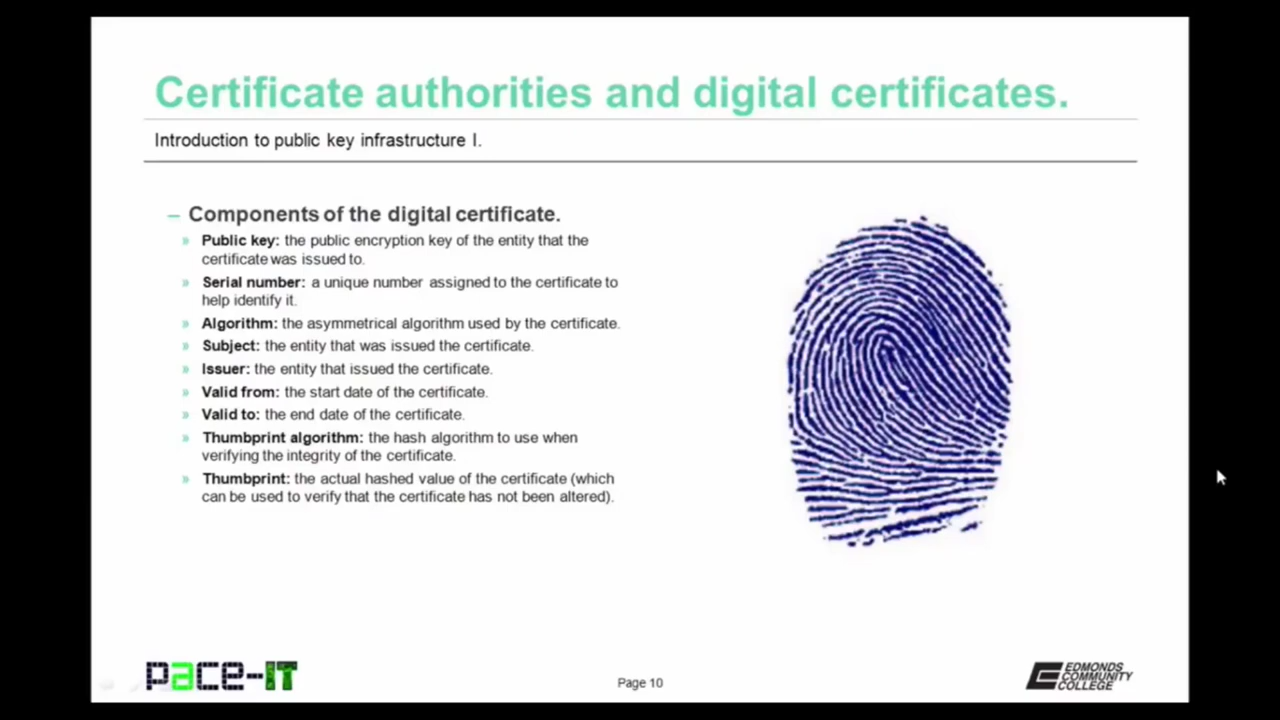 Certificate authorities and digital certificates.
Introduction to public key infrastructure I.
– Components of the digital certificate.
» Public key: the public encryption key of the entity that the
certificate was issued to.
» Serial number: a unique number assigned to the certificate to
help identify it.
» Algorithm: the asymmetrical algorithm used by the certificate.
» Subject: the entity that was issued the certificate.
» Issuer: the entity that issued the certificate.
» Valid from: the start date of the certificate.
» Valid to: the end date of the certificate.
» Thumbprint algorithm: the hash algorithm to use when
verifying the integrity of the certificate.
» Thumbprint: the actual hashed value of the certificate (which
can be used to verify that the certificate has not been altered).
pace-IT
Page 10
EDMONDS
COMMUNITY
COLLEGE